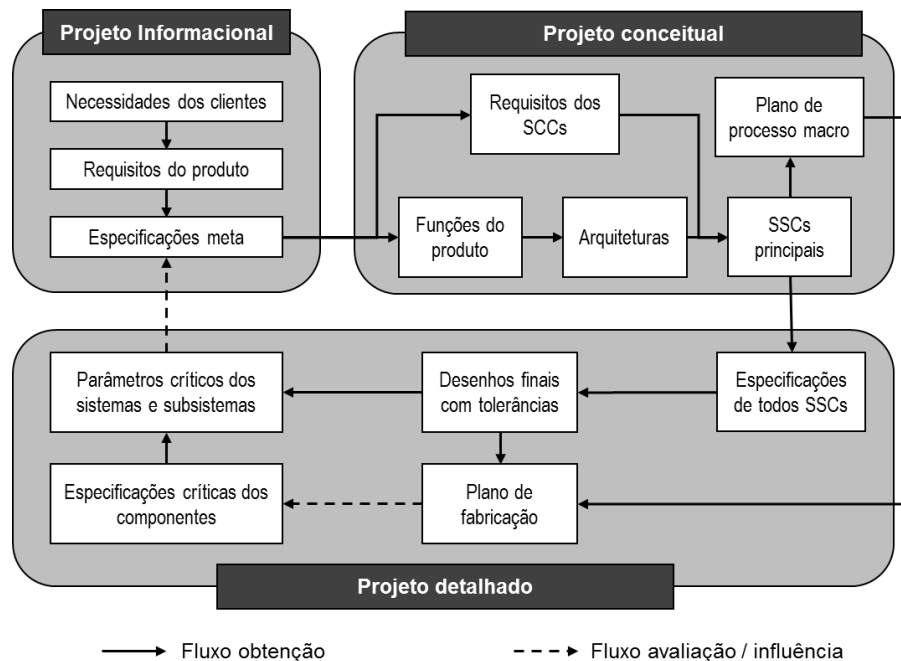 Projeto Informacional
Necessidades dos clientes
Requisitos do produto
Especificações meta
Projeto conceitual
Requisitos dos
SCCs
Plano de
processo macro
Funções do
produto
Arquiteturas
SSCs
principais
Parâmetros críticos dos
sistemas e subsistemas
Desenhos finais
com tolerâncias
Especificações
de todos SSCs
Especificações críticas dos
componentes
Plano de
fabricação
Projeto detalhado
Fluxo obtenção
Fluxo avaliação / influência